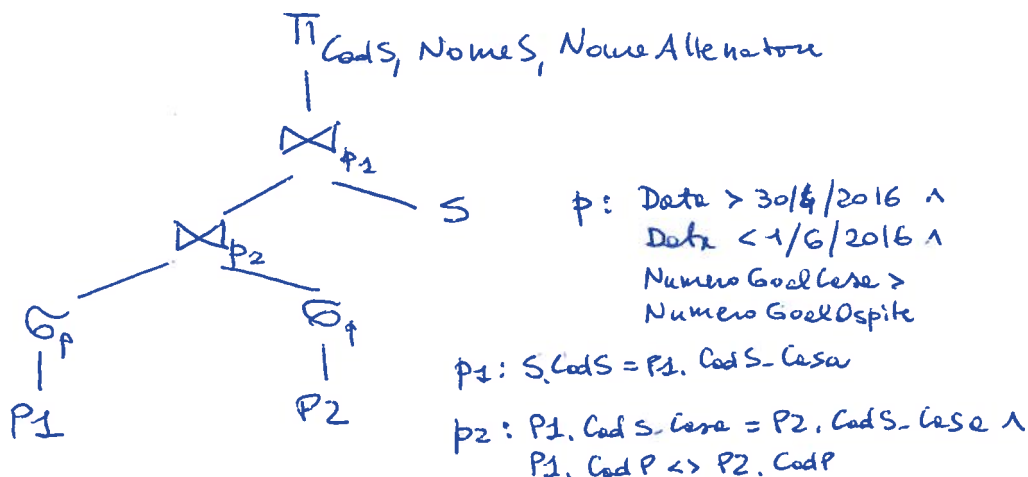 π CodS, NomeS, NomeAllenatore
⋈ p1
S
⋈ p2
σp
σp
P1
P2
p: Data > 30/4/2016 ∧
Data < 1/6/2016 ∧
NumeroGoalCasa >
NumeroGoalOspite
p1: S.CodS = P1.CodS_Casa
p2: P1.CodS_Casa = P2.CodS_Casa ∧
P1.CodP <> P2.CodP